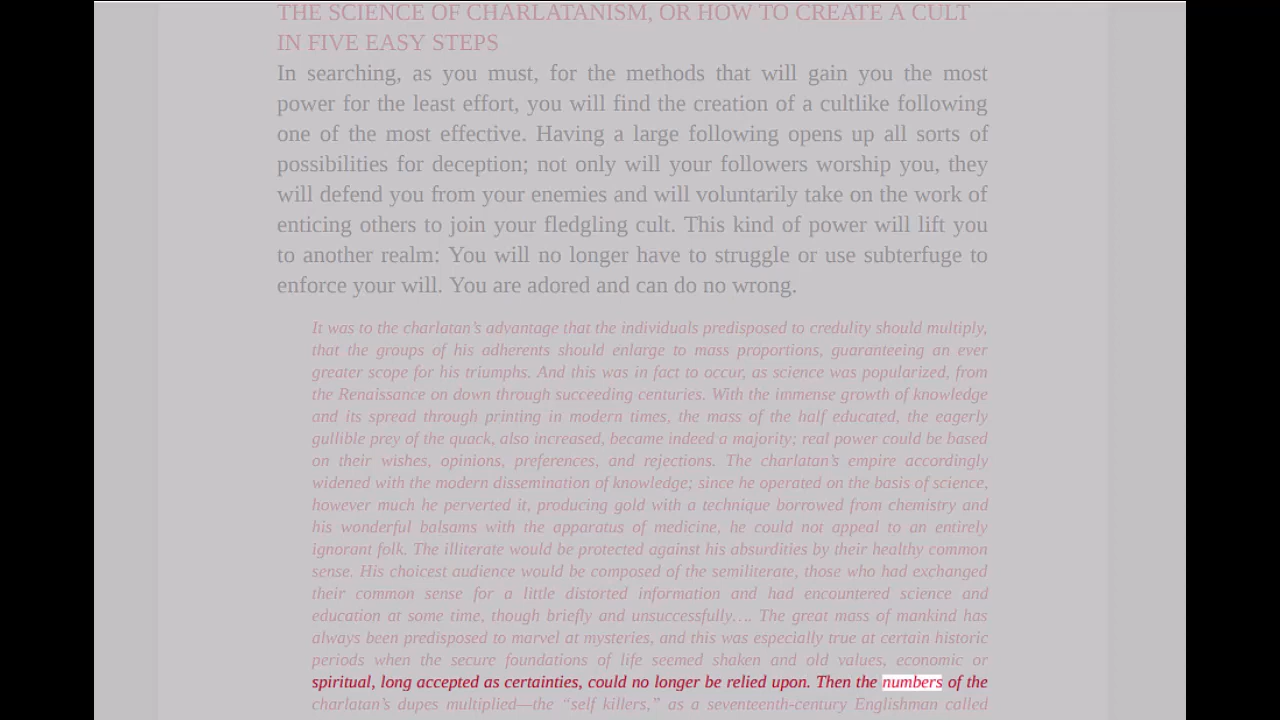 THE SCIENCE OF CHARLATANISM, OR HOW TO CREATE A CULT
IN FIVE EASY STEPS
In searching, as you must, for the methods that will gain you the most
power for the least effort, you will find the creation of a cultlike following
one of the most effective. Having a large following opens up all sorts of
possibilities for deception; not only will your followers worship you, they
will defend you from your enemies and will voluntarily take on the work of
enticing others to join your fledgling cult. This kind of power will lift you
to another realm: You will no longer have to struggle or use subterfuge to
enforce your will. You are adored and can do no wrong.
It was to the charlatan’s advantage that the individuals predisposed to credulity should multiply,
that the groups of his adherents should enlarge to mass proportions, guaranteeing an ever
greater scope for his triumphs. And this was in fact to occur, as science was popularized, from
the Renaissance on down through succeeding centuries. With the immense growth of knowledge
and its spread through printing in modern times, the mass of the half educated, the eagerly
gullible prey of the quack, also increased, became indeed a majority; real power could be based
on their wishes, opinions, preferences, and rejections. The charlatan’s empire accordingly
widened with the modern dissemination of knowledge; since he operated on the basis of science,
however much he perverted it, producing gold with a technique borrowed from chemistry and
his wonderful balsams with the apparatus of medicine, he could not appeal to an entirely
ignorant folk. The illiterate would be protected against his absurdities by their healthy common
sense. His choicest audience would be composed of the semiliterate, those who had exchanged
their common sense for a little distorted information and had encountered science and
education at some time, though briefly and unsuccessfully.… The great mass of mankind has
always been predisposed to marvel at mysteries, and this was especially true at certain historic
periods when the secure foundations of life seemed shaken and old values, economic or
spiritual, long accepted as certainties, could no longer be relied upon. Then the numbers of the
charlatan’s dupes multiplied—the “self killers,” as a seventeenth-century Englishman called